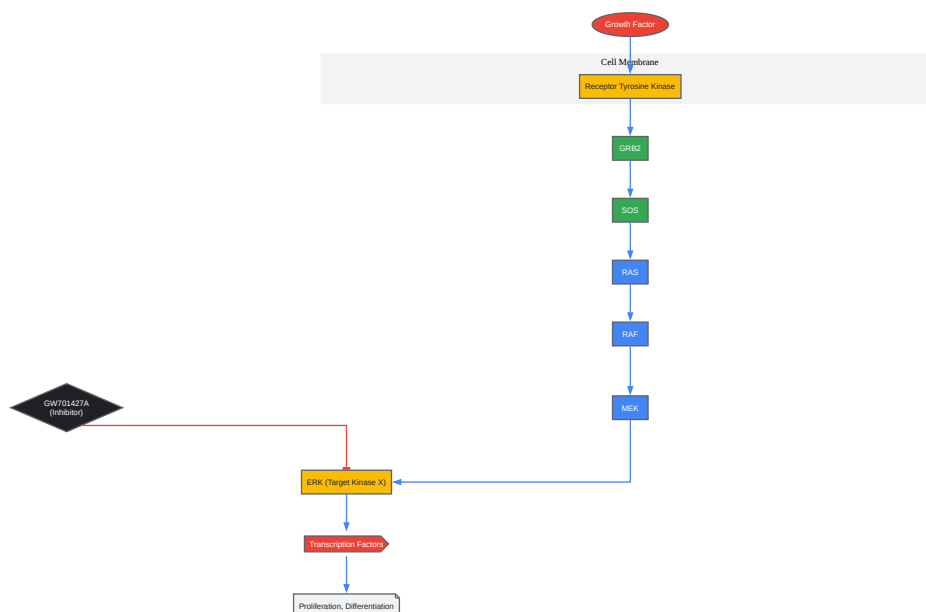 Growth Factor
Cell Membrane
Receptor Tyrosine Kinase
GRB2
SOS
RAS
RAF
GW701427A
(Inhibitor)
MEK
ERK (Target Kinase X)
Transcription Factors
Proliferation, Differentiation